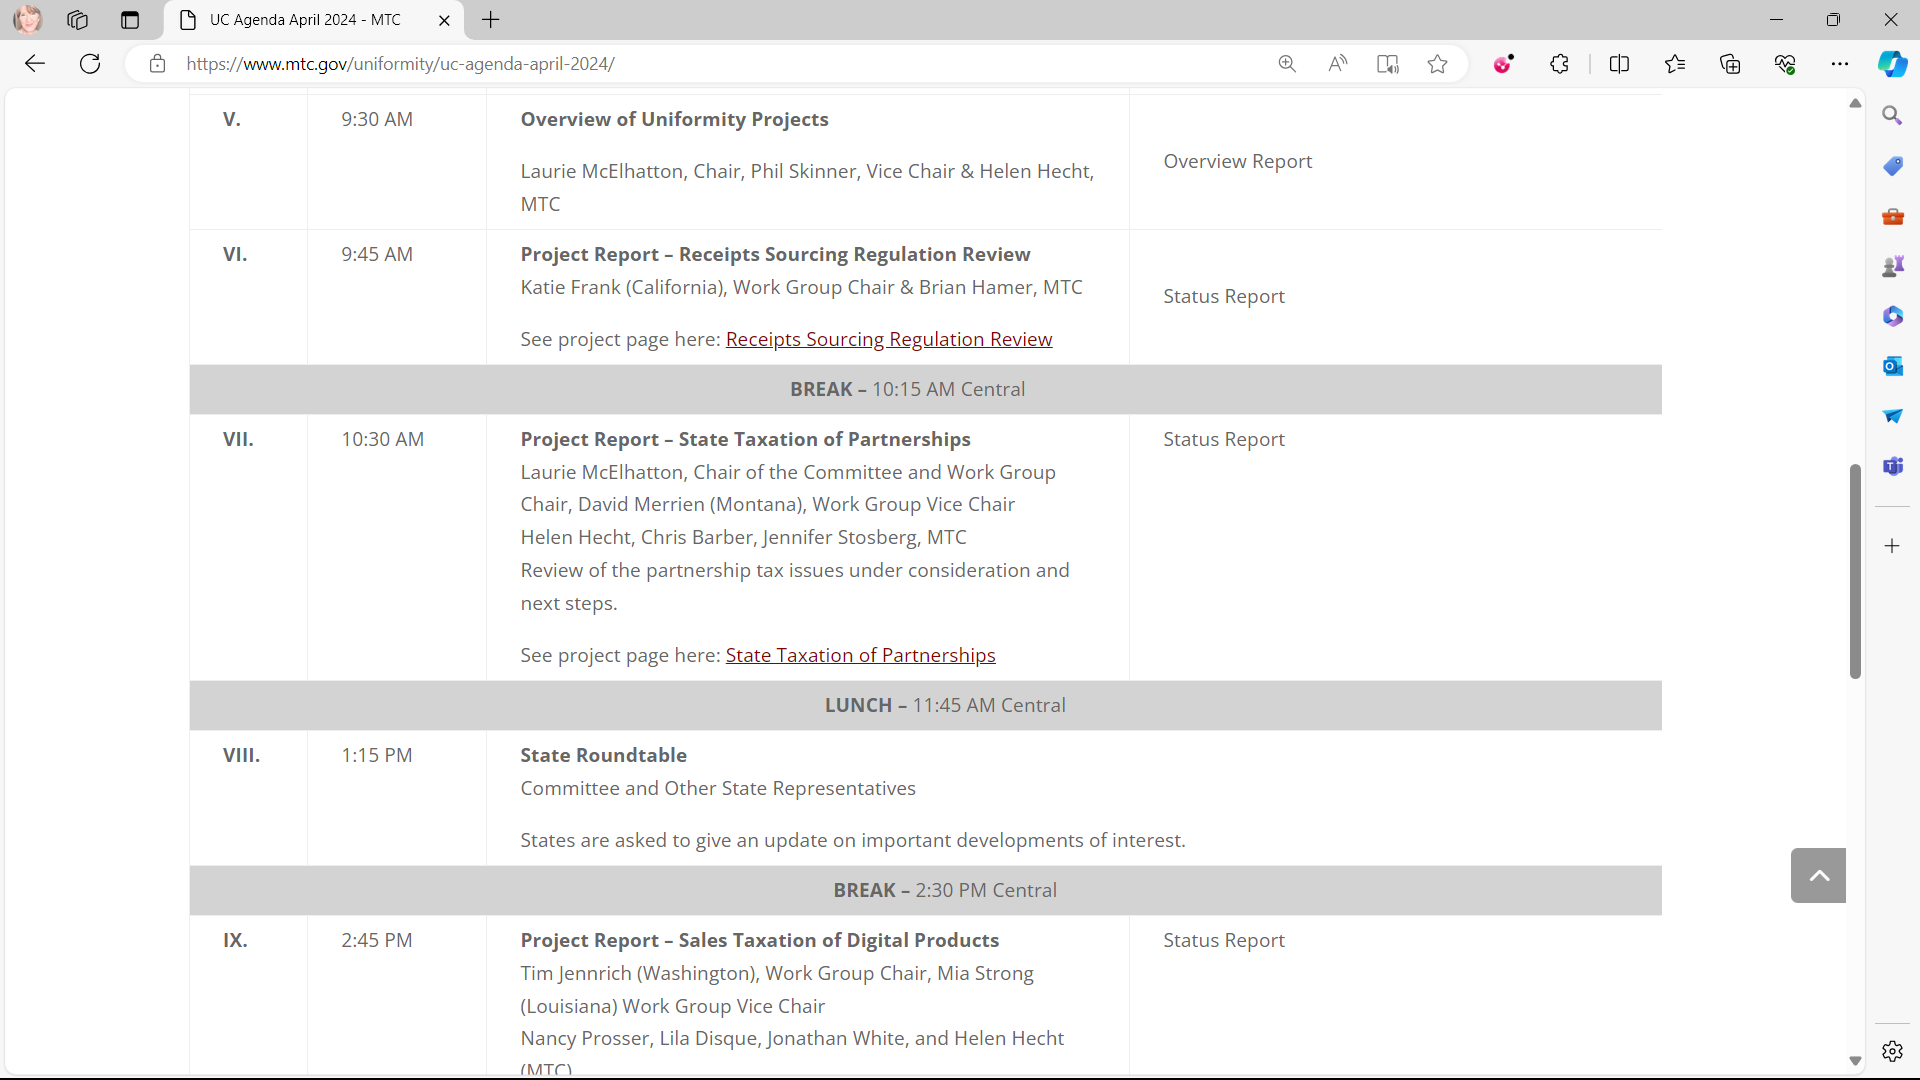 UC Agenda April 2024 - MTC
https://www.mtc.gov/uniformity/uc-agenda-april-2024/
V. 9:30 AM Overview of Uniformity Projects
Overview Report
Laurie McElhatton, Chair, Phil Skinner, Vice Chair & Helen Hecht,
MTC
VI. 9:45 AM Project Report – Receipts Sourcing Regulation Review
Katie Frank (California), Work Group Chair & Brian Hamer, MTC
Status Report
See project page here: Receipts Sourcing Regulation Review
BREAK – 10:15 AM Central
VII. 10:30 AM Project Report – State Taxation of Partnerships Status Report
Laurie McElhatton, Chair of the Committee and Work Group
Chair, David Merrien (Montana), Work Group Vice Chair
Helen Hecht, Chris Barber, Jennifer Stosberg, MTC
Review of the partnership tax issues under consideration and
next steps.
See project page here: State Taxation of Partnerships
LUNCH – 11:45 AM Central
VIII. 1:15 PM State Roundtable
Committee and Other State Representatives
States are asked to give an update on important developments of interest.
BREAK – 2:30 PM Central
IX. 2:45 PM Project Report – Sales Taxation of Digital Products Status Report
Tim Jennrich (Washington), Work Group Chair, Mia Strong
(Louisiana) Work Group Vice Chair
Nancy Prosser, Lila Disque, Jonathan White, and Helen Hecht
(MTC)